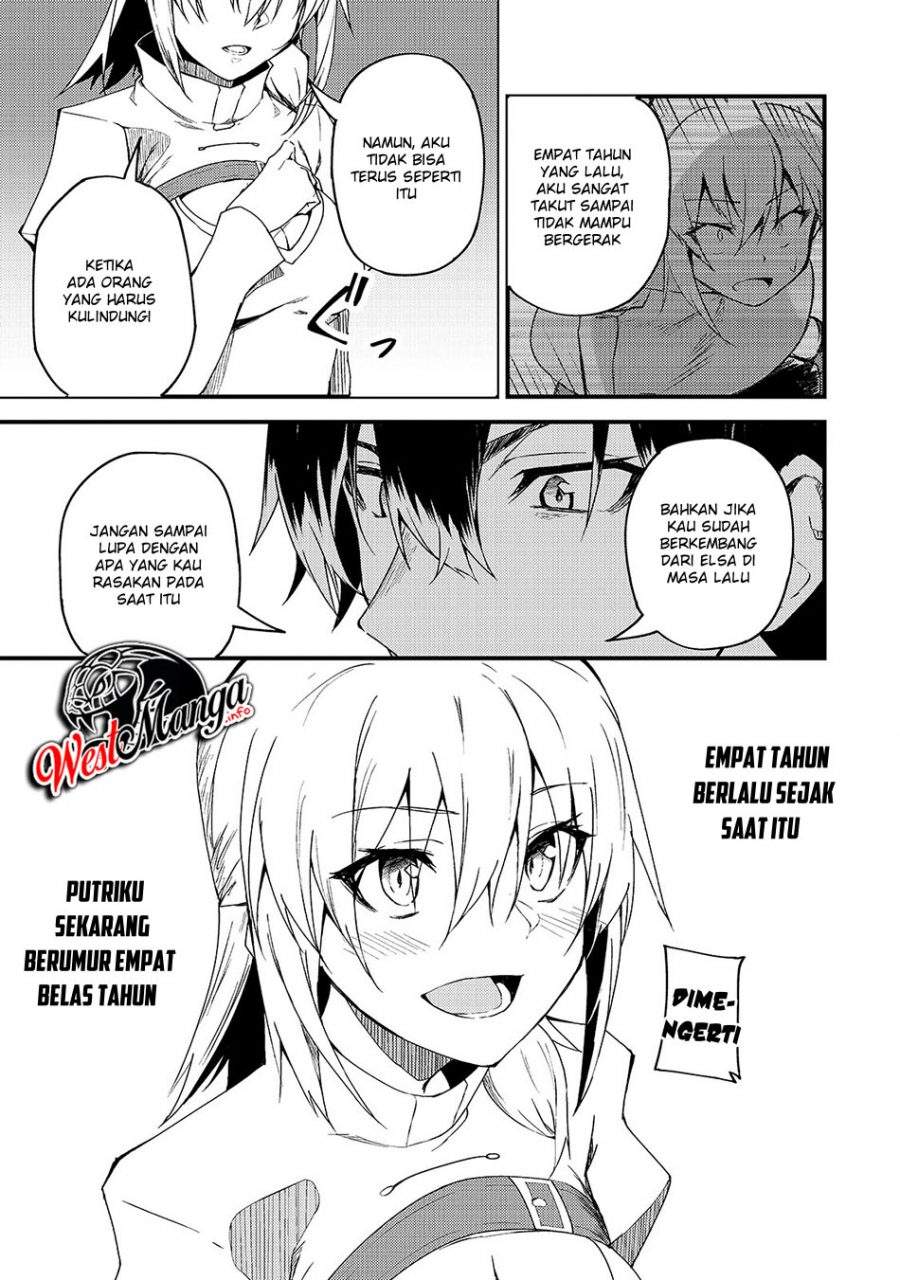 EMPAT TAHUN
YANG LALU,
AKU SANGAT
TAKUT SAMPAI
TIDAK MAMPU
BERGERAK
NAMUN, AKU
TIDAK BISA
TERUS SEPERTI
ITU
KETIKA
ADA ORANG
YANG HARUS
KULINDUNGI
ぐっ
BAHKAN JIKA
KAU SUDAH
BERKEMBANG
DARI ELSA DI
MASA LALU
JANGAN SAMPAI
LUPA DENGAN
APA YANG KAU
RASAKAN PADA
SAAT ITU
WestManga
.info
EMPAT TAHUN
BERLALU SEJAK
SAAT ITU
PUTRIKU
SEKARANG
BERUMUR EMPAT
BELAS TAHUN
DIME-
NGERTI